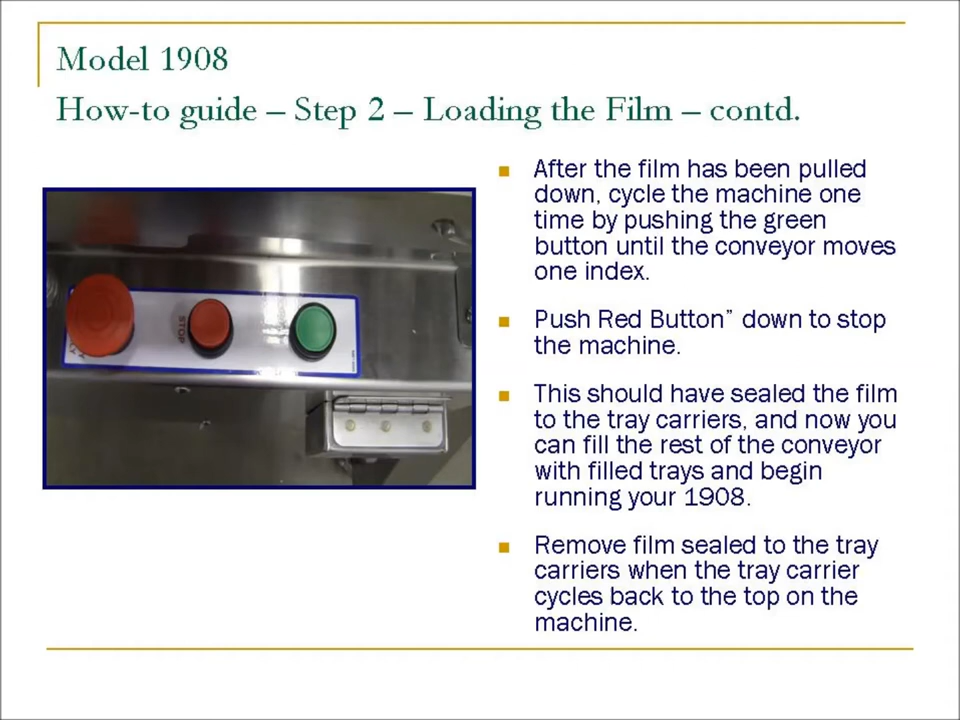 Model 1908
How-to guide – Step 2 – Loading the Film – contd.
After the film has been pulled
down, cycle the machine one
time by pushing the green
button until the conveyor moves
one index.
Push Red Button” down to stop
the machine.
This should have sealed the film
to the tray carriers, and now you
can fill the rest of the conveyor
with filled trays and begin
running your 1908.
Remove film sealed to the tray
carriers when the tray carrier
cycles back to the top on the
machine.
STOP